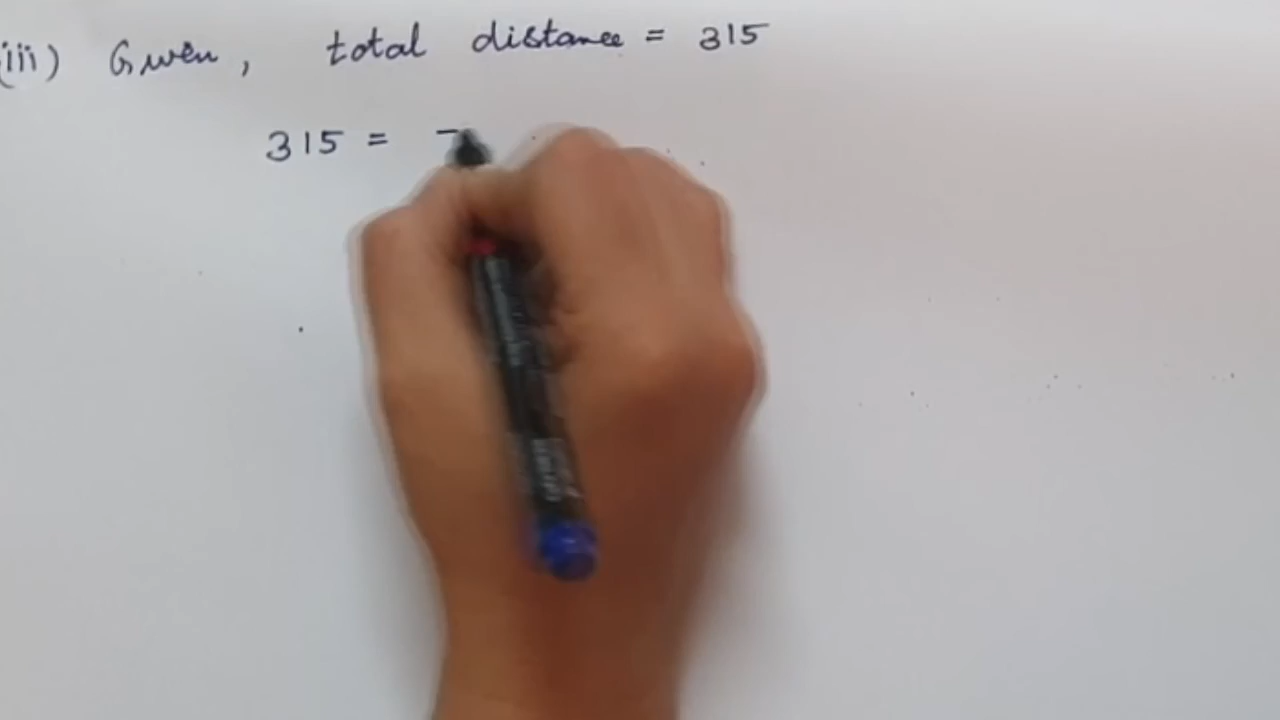 (iii) Given, total distance = 315
315 =